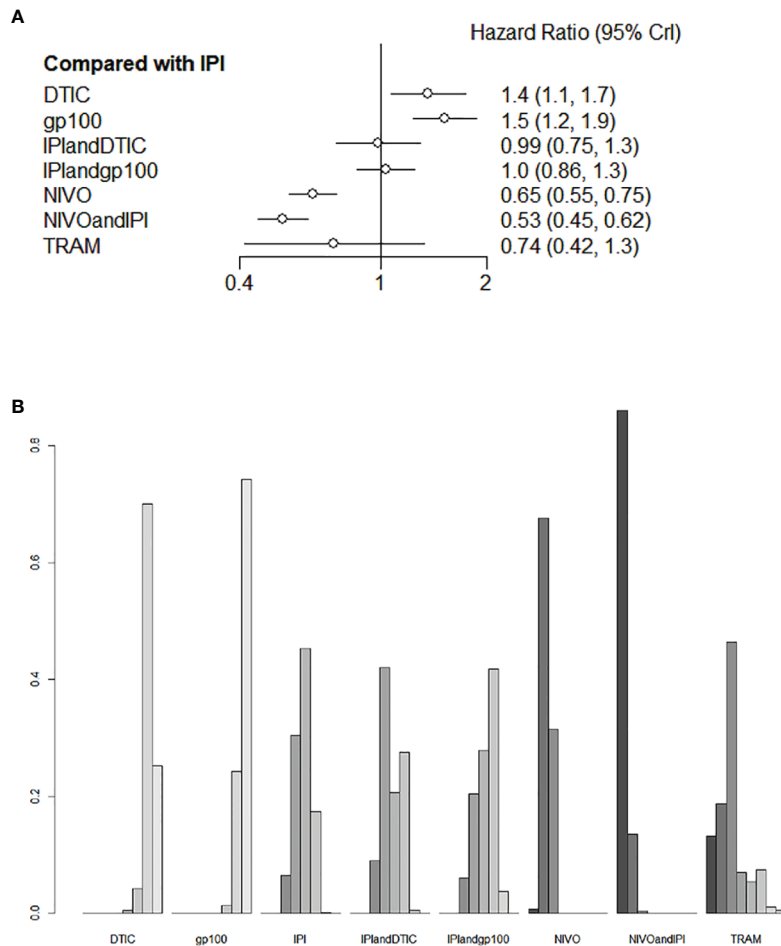 A
Hazard Ratio (95% CrI)
Compared with IPI
DTIC 1.4 (1.1, 1.7)
gp100 1.5 (1.2, 1.9)
IPIandDTIC 0.99 (0.75, 1.3)
IPIandgp100 1.0 (0.86, 1.3)
NIVO 0.65 (0.55, 0.75)
NIVOandIPI 0.53 (0.45, 0.62)
TRAM 0.74 (0.42, 1.3)
0.4 1 2
B
0.8
0.6
0.4
0.2
0.0
DTIC gp100 IPI IPIandDTIC IPIandgp100 NIVO NIVOandIPI TRAM